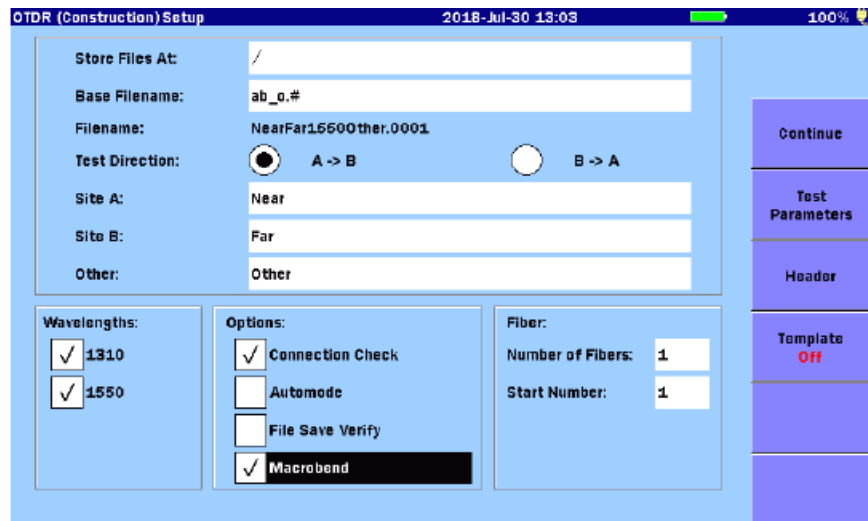 OTDR (Construction) Setup 2018-Jul-30 13:03 100%
Store Files At: /
Base Filename: ab_o.#
Filename: NearFar1550Other.0001
Test Direction: A -> B B -> A
Site A: Near
Site B: Far
Other: Other
Wavelengths:
1310
1550
Options:
Connection Check
Automode
File Save Verify
Macrobend
Fiber:
Number of Fibers: 1
Start Number: 1
Continue
Test
Parameters
Header
Template
Off